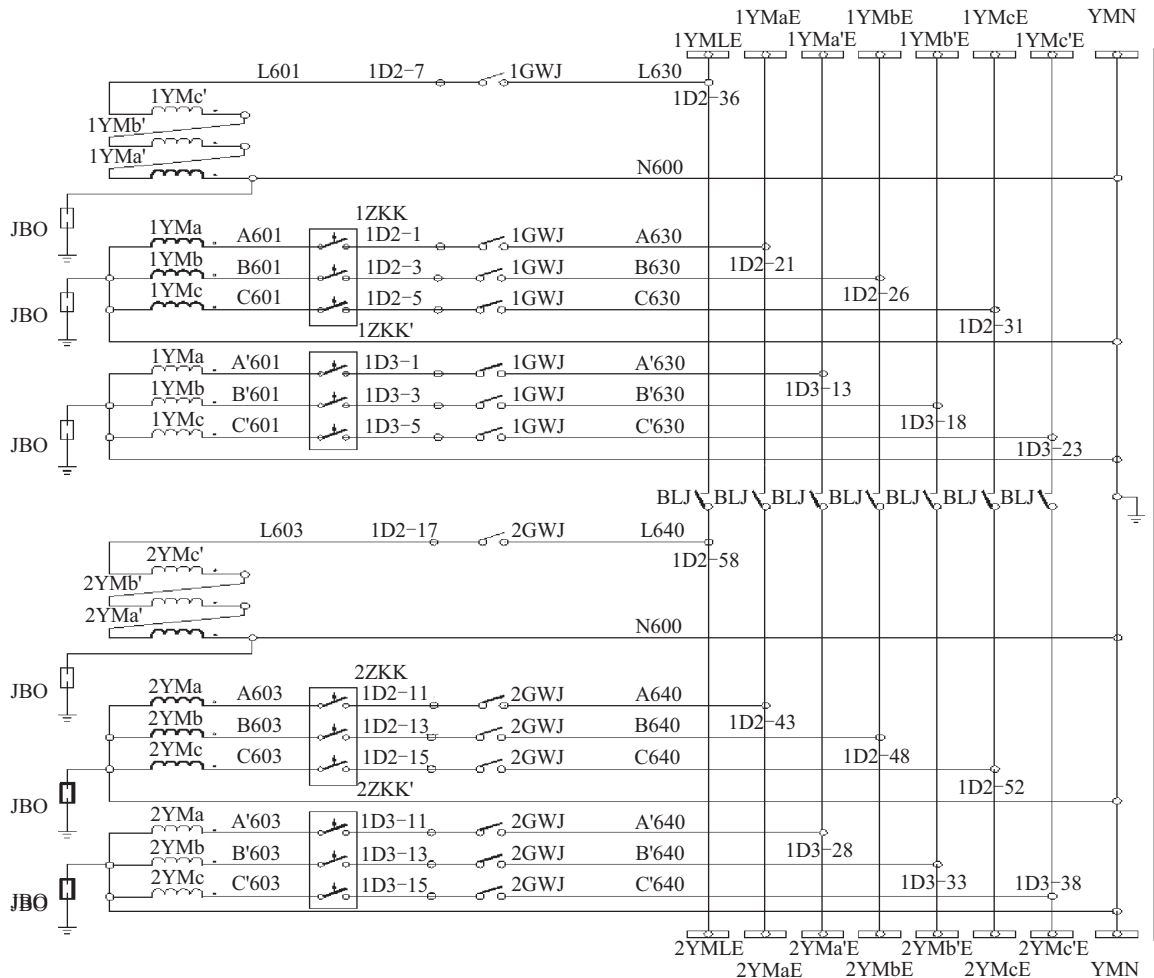 1YMaE 1YMbE 1YMcE YMN
1YMLE 1YMa'E 1YMb'E 1YMc'E
L601 1D2-7 1GWJ L630
1D2-36
1YMc'
1YMb'
1YMa'
N600
JBO
1ZKK
1YMa A601 1D2-1 1GWJ A630
1D2-21
1YMb B601 1D2-3 1GWJ B630
1D2-26
JBO
1YMc C601 1D2-5 1GWJ C630
1D2-31
1ZKK'
1YMa A'601 1D3-1 1GWJ A'630
1D3-13
1YMb B'601 1D3-3 1GWJ B'630
1D3-18
1YMc C'601 1D3-5 1GWJ C'630
JBO
1D3-23
BLJ BLJ BLJ BLJ BLJ BLJ BLJ
L603 1D2-17 2GWJ L640
1D2-58
2YMc'
2YMb'
2YMa'
N600
JBO
2ZKK
2YMa A603 1D2-11 2GWJ A640
1D2-43
2YMb B603 1D2-13 2GWJ B640
1D2-48
2YMc C603 1D2-15 2GWJ C640
1D2-52
2ZKK'
JBO
2YMa A'603 1D3-11 2GWJ A'640
1D3-28
2YMb B'603 1D3-13 2GWJ B'640
1D3-33 1D3-38
2YMc C'603 1D3-15 2GWJ C'640
JBO
2YMLE 2YMa'E 2YMb'E 2YMc'E
2YMaE 2YMbE 2YMcE YMN